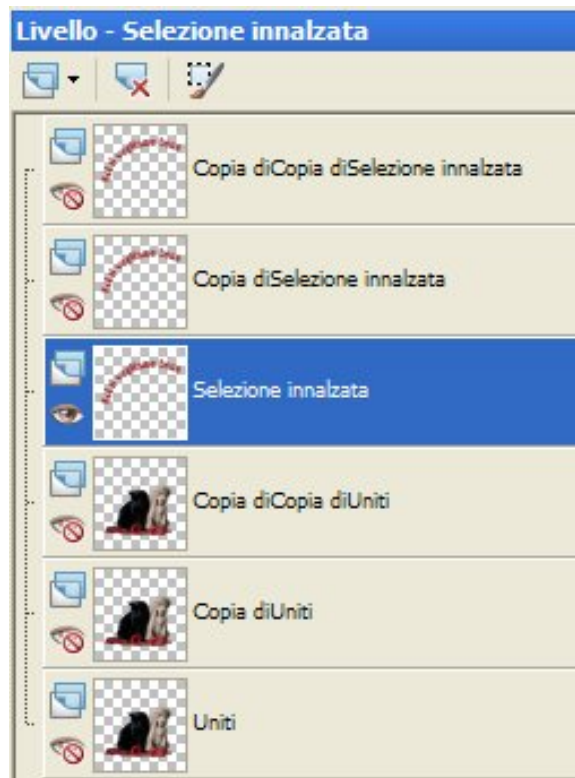 Livello - Selezione innalzata
Copia diCopia diSelezione innalzata
Copia diSelezione innalzata
Selezione innalzata
Copia diCopia diUniti
Copia diUniti
Uniti